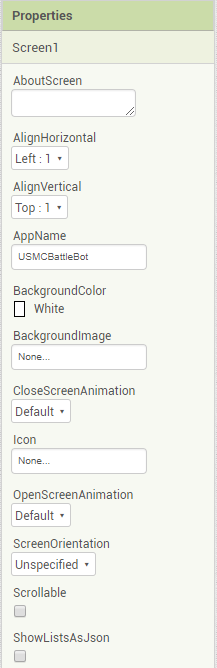 Properties
Screen1
AboutScreen
AlignHorizontal
Left : 1
AlignVertical
Top : 1
AppName
USMCBattleBot
BackgroundColor
White
BackgroundImage
None...
CloseScreenAnimation
Default
Icon
None...
OpenScreenAnimation
Default
ScreenOrientation
Unspecified
Scrollable
ShowListsAsJson